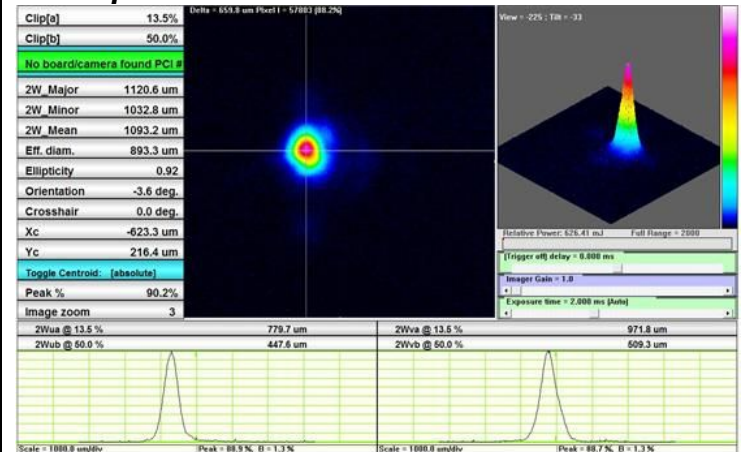 Clip[a] 13.5%
Clip[b] 50.0%
No board/camera found PCI #
2W_Major 1120.6 um
2W_Minor 1032.8 um
2W_Mean 1093.2 um
Eff. diam. 893.3 um
Ellipticity 0.92
Orientation -3.6 deg.
Crosshair 0.0 deg.
Xc -623.3 um
Yc 216.4 um
Toggle Centroid: [absolute]
Peak % 90.2%
Image zoom 3
Delta = 659.8 um Pixel I = 57803 (88.2%)
View = -225 ; Tilt = -33
Relative Power: 626.41 mJ Full Range = 2000
[Trigger off] delay = 0.000 ms
Imager Gain = 1.0
Exposure time = 2.000 ms [Auto]
2Wua @ 13.5 % 779.7 um 2Wva @ 13.5 % 971.8 um
2Wub @ 50.0 % 447.6 um 2Wvb @ 50.0 % 509.3 um
Scale = 1000.0 um/div Peak = 88.9 %, B = 1.3 % Scale = 1000.0 um/div Peak = 88.7 %, B = 1.3 %